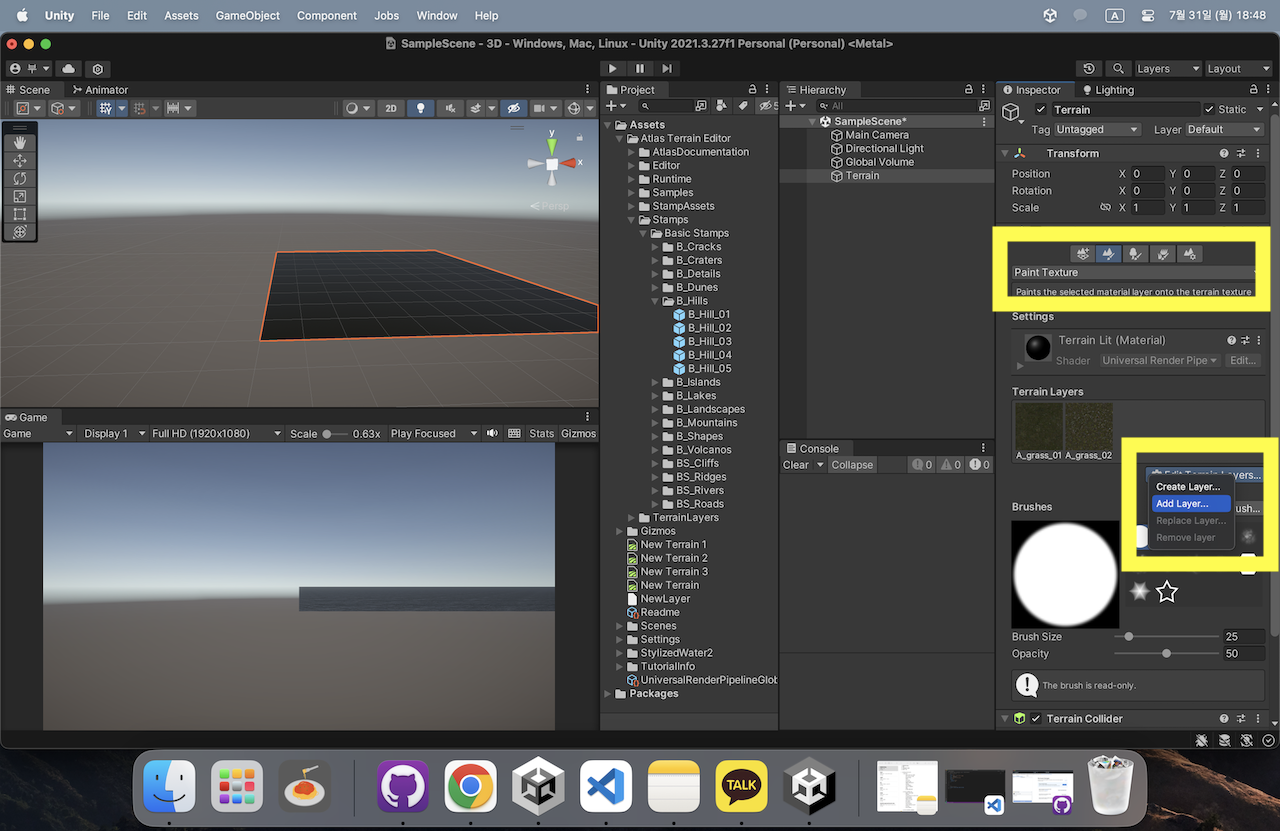 Unity File Edit Assets GameObject Component Jobs Window Help A 7월 31일 (월) 18:48
SampleScene - 3D - Windows, Mac, Linux - Unity 2021.3.27f1 Personal (Personal) <Metal>
Layers Layout
Scene Animator
2D
y
x
Persp
Game
Game Display 1 Full HD (1920x1080) Scale 0.63x Play Focused Stats Gizmos
Project
5
Assets
Atlas Terrain Editor
AtlasDocumentation
Editor
Runtime
Samples
StampAssets
Stamps
Basic Stamps
B_Cracks
B_Craters
B_Details
B_Dunes
B_Hills
B_Hill_01
B_Hill_02
B_Hill_03
B_Hill_04
B_Hill_05
B_Islands
B_Lakes
B_Landscapes
B_Mountains
B_Shapes
B_Volcanos
BS_Cliffs
BS_Ridges
BS_Rivers
BS_Roads
TerrainLayers
Gizmos
New Terrain 1
New Terrain 2
New Terrain 3
New Terrain
NewLayer
Readme
Scenes
Settings
StylizedWater2
TutorialInfo
UniversalRenderPipelineGlob
Packages
Hierarchy
All
SampleScene*
Main Camera
Directional Light
Global Volume
Terrain
Console
Clear Collapse 0 0 0
Inspector Lighting
Terrain Static
Tag Untagged Layer Default
Transform
Position X 0 Y 0 Z 0
Rotation X 0 Y 0 Z 0
Scale X 1 Y 1 Z 1
Paint Texture
Paints the selected material layer onto the terrain texture
Settings
Terrain Lit (Material)
Shader Universal Render Pipe Edit...
Terrain Layers
A_grass_01 A_grass_02
Edit Terrain Layers...
Create Layer...
Add Layer...
Replace Layer...
Remove layer
Brushes
ush...
Brush Size 25
Opacity 50
The brush is read-only.
Terrain Collider
TALK